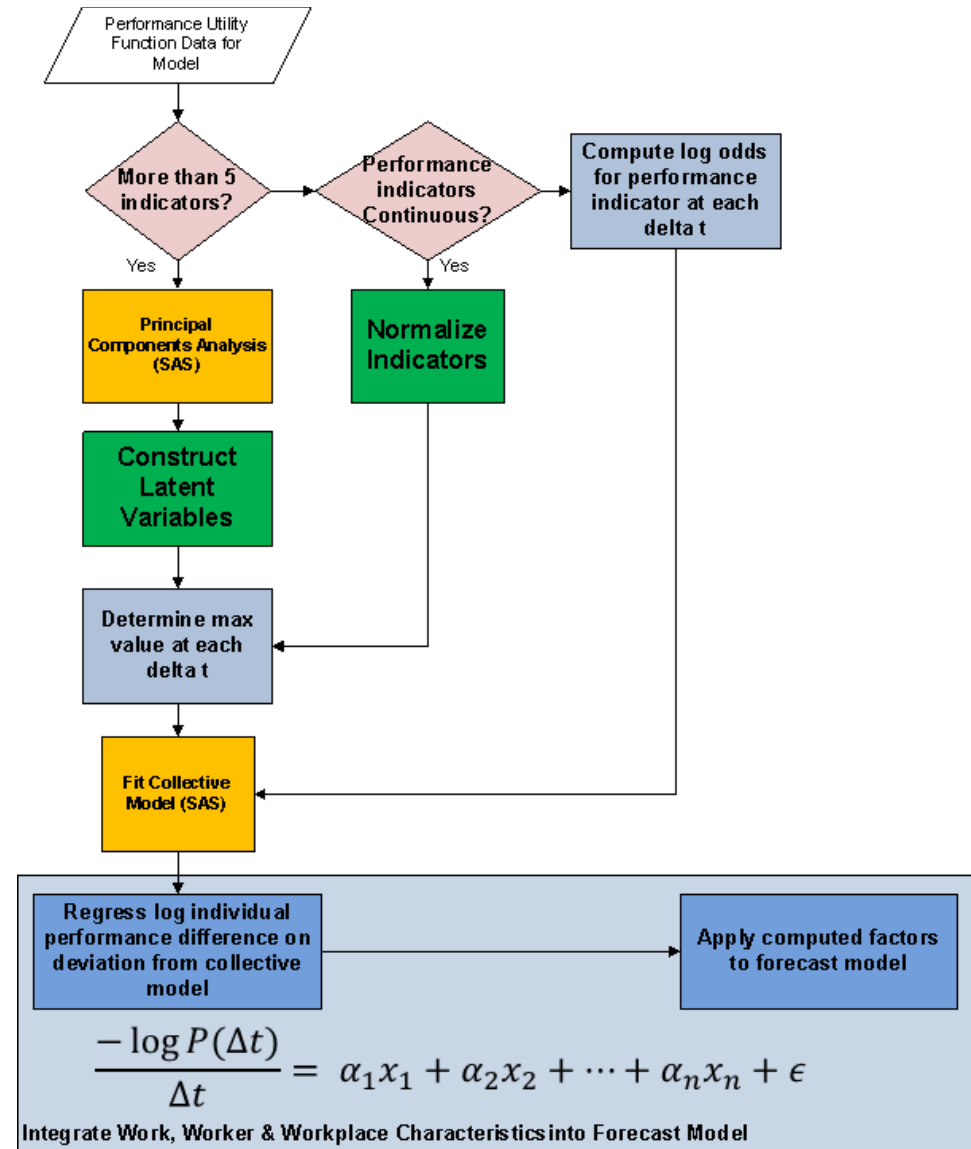 Performance Utility
Function Data for
Model
More than 5
indicators?
Performance
indicators
Continuous?
Compute log odds
for performance
indicator at each
delta t
Yes
Yes
Principal
Components Analysis
(SAS)
Normalize
Indicators
Construct
Latent
Variables
Determine max
value at each
delta t
Fit Collective
Model (SAS)
Regress log individual
performance difference on
deviation from collective
model
Apply computed factors
to forecast model
−log P(Δt)
Δt
= α₁x₁ + α₂x₂ + ⋯ + αₙxₙ + ϵ
Integrate Work, Worker & Workplace Characteristicsinto Forecast Model